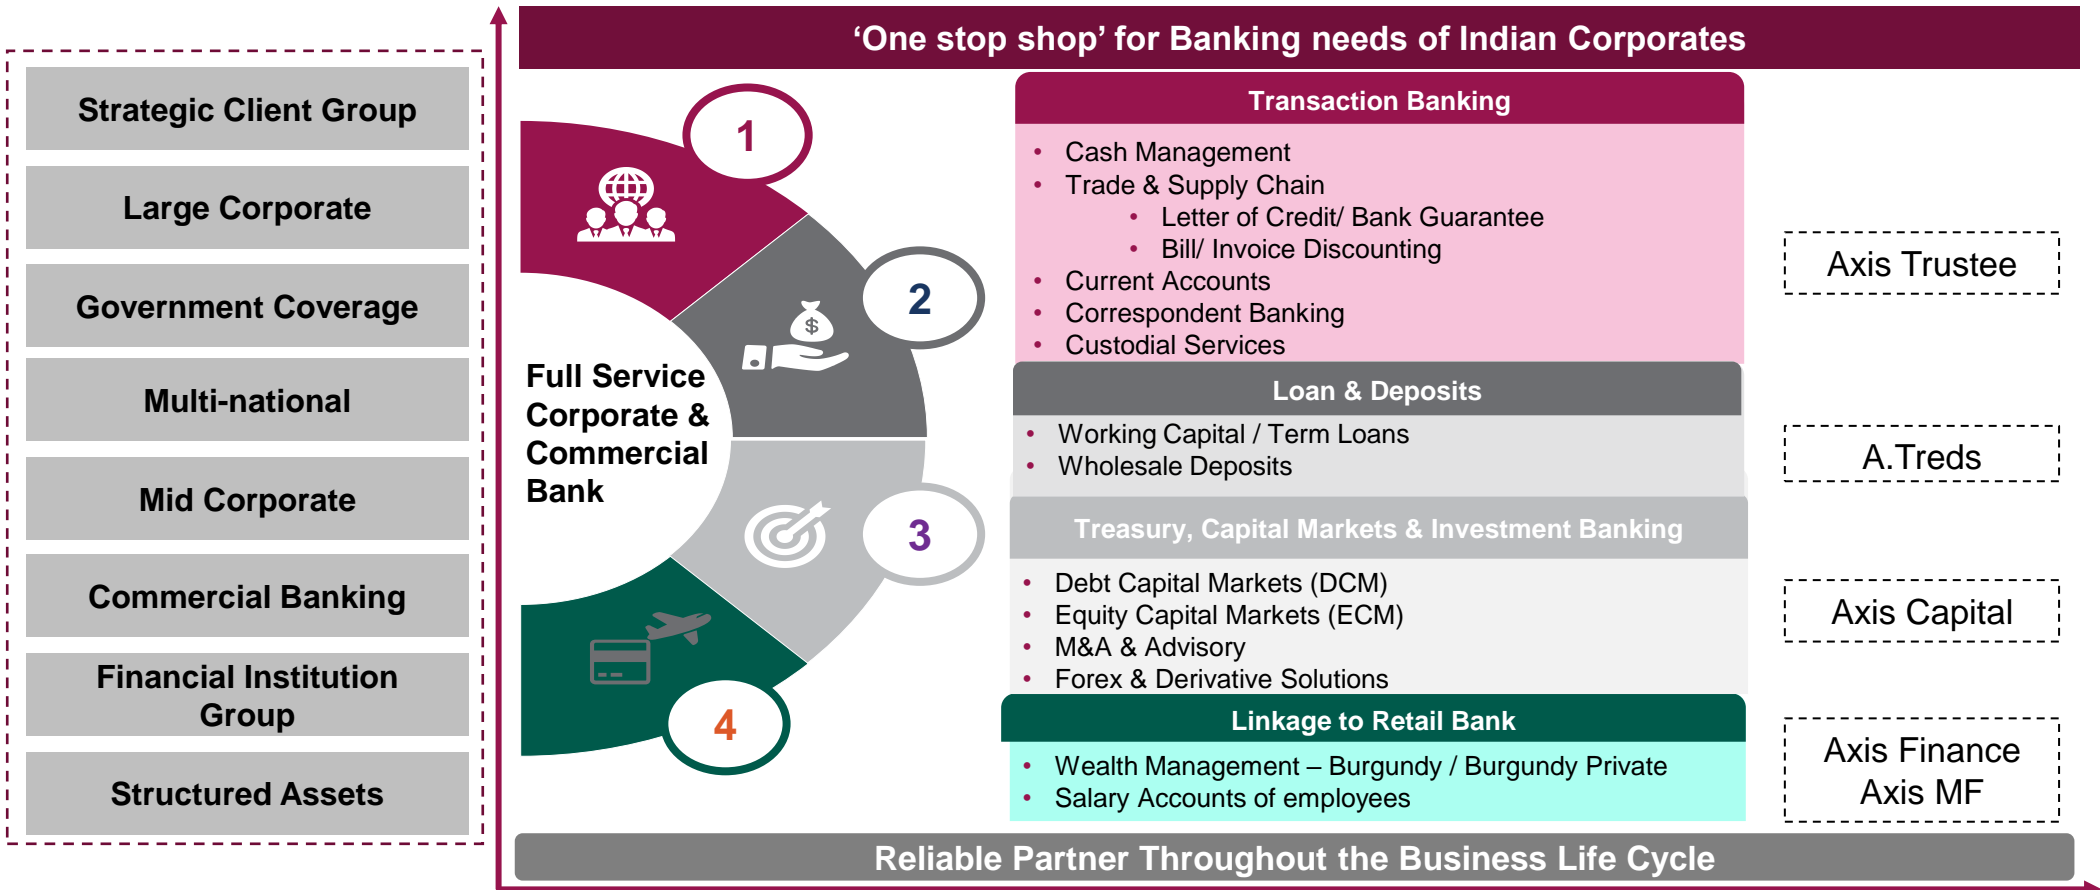 ‘One stop shop’ for Banking needs of Indian Corporates
Strategic Client Group
Large Corporate
Government Coverage
Multi-national
Mid Corporate
Commercial Banking
Financial Institution
Group
Structured Assets
Full Service
Corporate &
Commercial
Bank
1
2
$
3
4
Transaction Banking
• Cash Management
• Trade & Supply Chain
• Letter of Credit/ Bank Guarantee
• Bill/ Invoice Discounting
• Current Accounts
• Correspondent Banking
• Custodial Services
Loan & Deposits
• Working Capital / Term Loans
• Wholesale Deposits
Treasury, Capital Markets & Investment Banking
• Debt Capital Markets (DCM)
• Equity Capital Markets (ECM)
• M&A & Advisory
• Forex & Derivative Solutions
Linkage to Retail Bank
• Wealth Management – Burgundy / Burgundy Private
• Salary Accounts of employees
Axis Trustee
A.Treds
Axis Capital
Axis Finance
Axis MF
Reliable Partner Throughout the Business Life Cycle